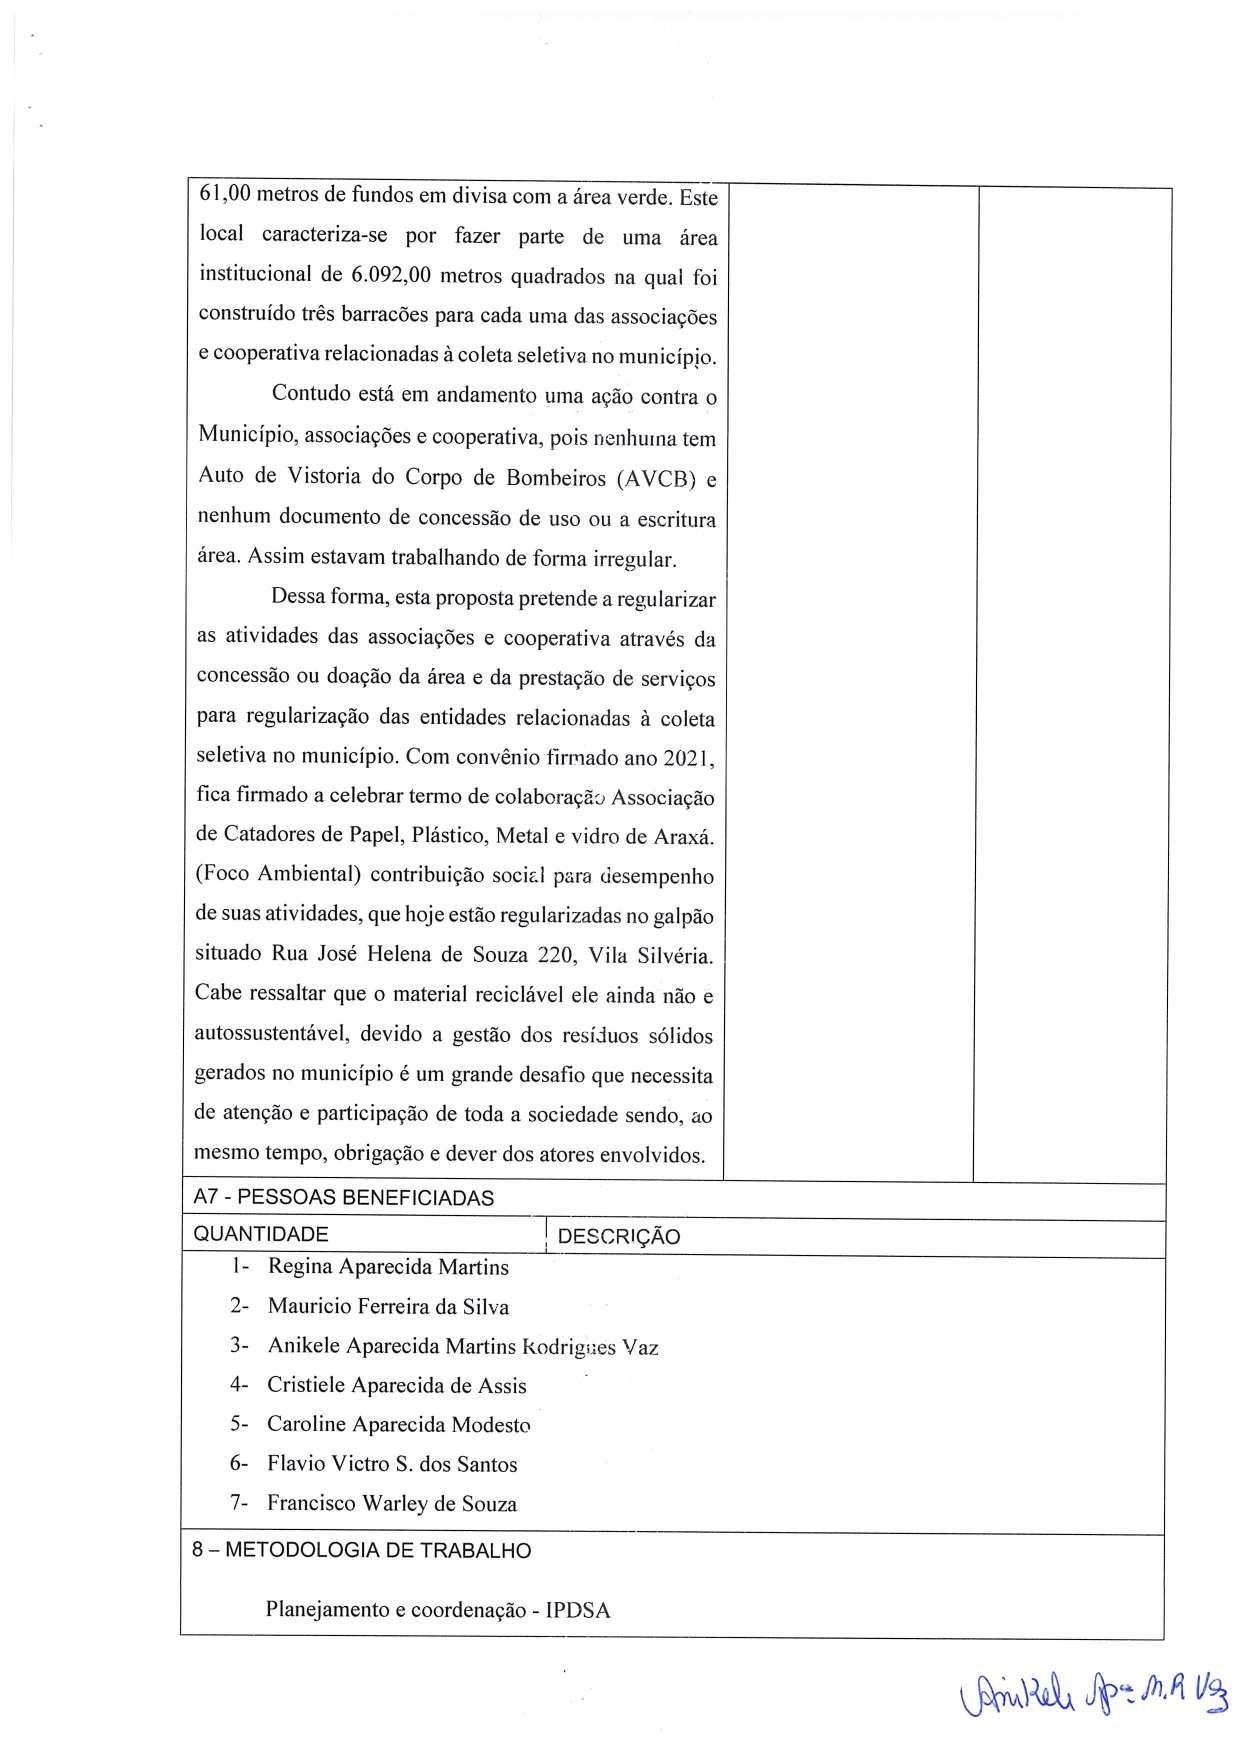 61,00 metros de fundos em divisa com a área verde. Este
local caracteriza-se por fazer parte de uma área
institucional de 6.092,00 metros quadrados na qual foi
construído três barracões para cada uma das associações
e cooperativa relacionadas à coleta seletiva no município.
Contudo está em andamento uma ação contra o
Município, associações e cooperativa, pois nenhuma tem
Auto de Vistoria do Corpo de Bombeiros (AVCB) e
nenhum documento de concessão de uso ou a escritura
área. Assim estavam trabalhando de forma irregular.
Dessa forma, esta proposta pretende a regularizar
as atividades das associações e cooperativa através da
concessão ou doação da área e da prestação de serviços
para regularização das entidades relacionadas à coleta
seletiva no município. Com convênio firmado ano 2021,
fica firmado a celebrar termo de colaboração Associação
de Catadores de Papel, Plástico, Metal e vidro de Araxá.
(Foco Ambiental) contribuição social para desempenho
de suas atividades, que hoje estão regularizadas no galpão
situado Rua José Helena de Souza 220, Vila Silvéria.
Cabe ressaltar que o material reciclável ele ainda não e
autossustentável, devido a gestão dos resíduos sólidos
gerados no município é um grande desafio que necessita
de atenção e participação de toda a sociedade sendo, ao
mesmo tempo, obrigação e dever dos atores envolvidos.
A7 - PESSOAS BENEFICIADAS
QUANTIDADE DESCRIÇÃO
1- Regina Aparecida Martins
2- Mauricio Ferreira da Silva
3- Anikele Aparecida Martins Rodrigues Vaz
4- Cristiele Aparecida de Assis
5- Caroline Aparecida Modesto
6- Flavio Victro S. dos Santos
7- Francisco Warley de Souza
8 – METODOLOGIA DE TRABALHO
Planejamento e coordenação - IPDSA
Anikele Apª M.R Vaz